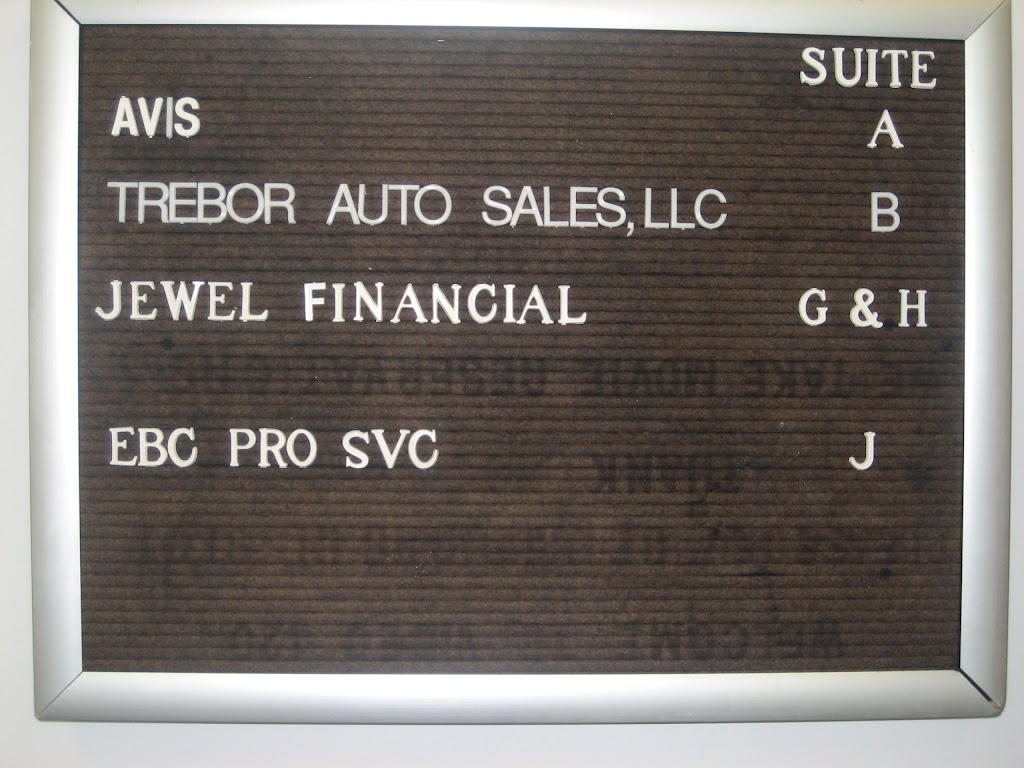 SUITE
AVIS A
TREBOR AUTO SALES, LLC B
JEWEL FINANCIAL G & H
EBC PRO SVC J